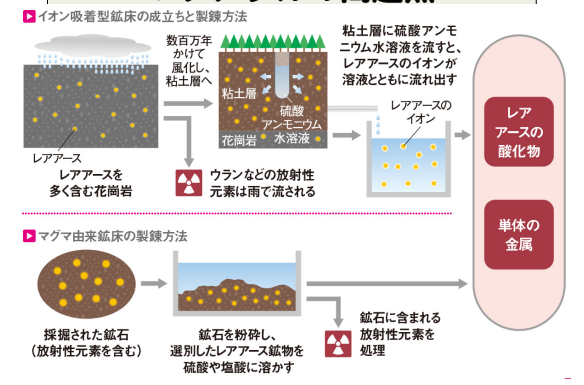 イオン吸着型鉱床の成立ちと製錬方法
数百万年
かけて
風化し、
粘土層へ
粘土層に硫酸アンモ
ニウム水溶液を流すと、
レアアースのイオンが
溶液とともに流れ出す
粘土層
硫酸
アンモニウム
水溶液
花崗岩
レアアースの
イオン
レアアース
レアアースを
多く含む花崗岩
ウランなどの放射性
元素は雨で流される
レア
アースの
酸化物
単体の
金属
マグマ由来鉱床の製錬方法
採掘された鉱石
(放射性元素を含む)
鉱石を粉砕し、
選別したレアアース鉱物を
硫酸や塩酸に溶かす
鉱石に含まれる
放射性元素を
処理